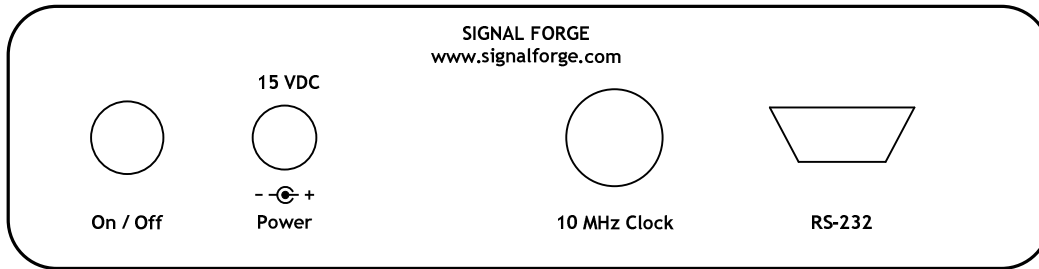 SIGNAL FORGE
www.signalforge.com
15 VDC
- +
On / Off
Power
10 MHz Clock
RS-232